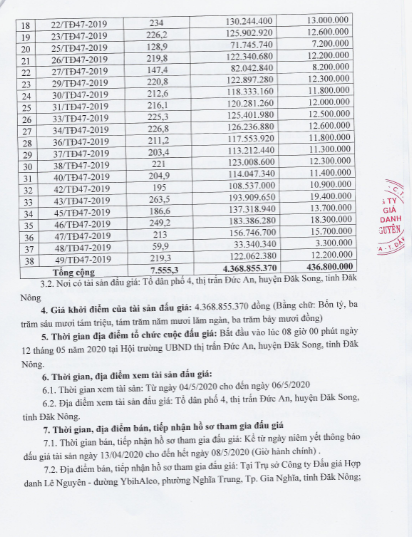 18 22/TĐ47-2019 234 130.244.400 13.000.000
19 23/TĐ47-2019 226,2 125.902.920 12.600.000
20 25/TĐ47-2019 128,9 71.745.740 7.200.000
21 26/TĐ47-2019 219,8 122.340.680 12.200.000
22 27/TĐ47-2019 147,4 82.042.840 8.200.000
23 29/TĐ47-2019 220,8 122.897.280 12.300.000
24 30/TĐ47-2019 212,6 118.333.160 11.800.000
25 31/TĐ47-2019 216,1 120.281.260 12.000.000
26 33/TĐ47-2019 225,3 125.401.980 12.500.000
27 34/TĐ47-2019 226,8 126.236.880 12.600.000
28 36/TĐ47-2019 211,2 117.553.920 11.800.000
29 37/TĐ47-2019 203,4 113.212.440 11.300.000
30 38/TĐ47-2019 221 123.008.600 12.300.000
31 40/TĐ47-2019 204,9 114.047.340 11.400.000
32 42/TĐ47-2019 195 108.537.000 10.900.000
33 43/TĐ47-2019 263,5 193.909.650 19.400.000
34 45/TĐ47-2019 186,6 137.318.940 13.700.000
35 46/TĐ47-2019 249,2 183.386.280 18.300.000
36 47/TĐ47-2019 213 156.746.700 15.700.000
37 48/TĐ47-2019 59,9 33.340.340 3.300.000
38 49/TĐ47-2019 219,3 122.062.380 12.200.000
Tổng cộng 7.555,3 4.368.855.370 436.800.000
3.2. Nơi có tài sản đấu giá: Tổ dân phố 4, thị trấn Đức An, huyện Đăk Song, tỉnh Đăk
Nông
4. Giá khởi điểm của tài sản đấu giá: 4.368.855.370 đồng (Bằng chữ: Bốn tỷ, ba
trăm sáu mươi tám triệu, tám trăm năm mươi lăm ngàn, ba trăm bảy mươi đồng)
5. Thời gian địa điểm tổ chức cuộc đấu giá: Bắt đầu vào lúc 08 giờ 00 phút ngày
12 tháng 05 năm 2020 tại Hội trường UBND thị trấn Đức An, huyện Đăk Song, tỉnh Đăk
Nông.
6. Thời gian, địa điểm xem tài sản đấu giá:
6.1. Thời gian xem tài sản: Từ ngày 04/5/2020 cho đến ngày 06/5/2020
6.2. Địa điểm xem tài sản đấu giá: Tổ dân phố 4, thị trấn Đức An, huyện Đăk Song,
tỉnh Đăk Nông.
7. Thời gian, địa điểm bán, tiếp nhận hồ sơ tham gia đấu giá
7.1. Thời gian bán, tiếp nhận hồ sơ tham gia đấu giá: Kể từ ngày niêm yết thông báo
đấu giá tài sản ngày 13/04/2020 cho đến hết ngày 08/5/2020 (Giờ hành chính) .
7.2. Địa điểm bán, tiếp nhận hồ sơ tham gia đấu giá: Tại Trụ sở Công ty Đấu giá Hợp
danh Lê Nguyên - đường YbihAleo, phường Nghĩa Trung, Tp. Gia Nghĩa, tỉnh Đăk Nông;
TY
GIÁ
DANH